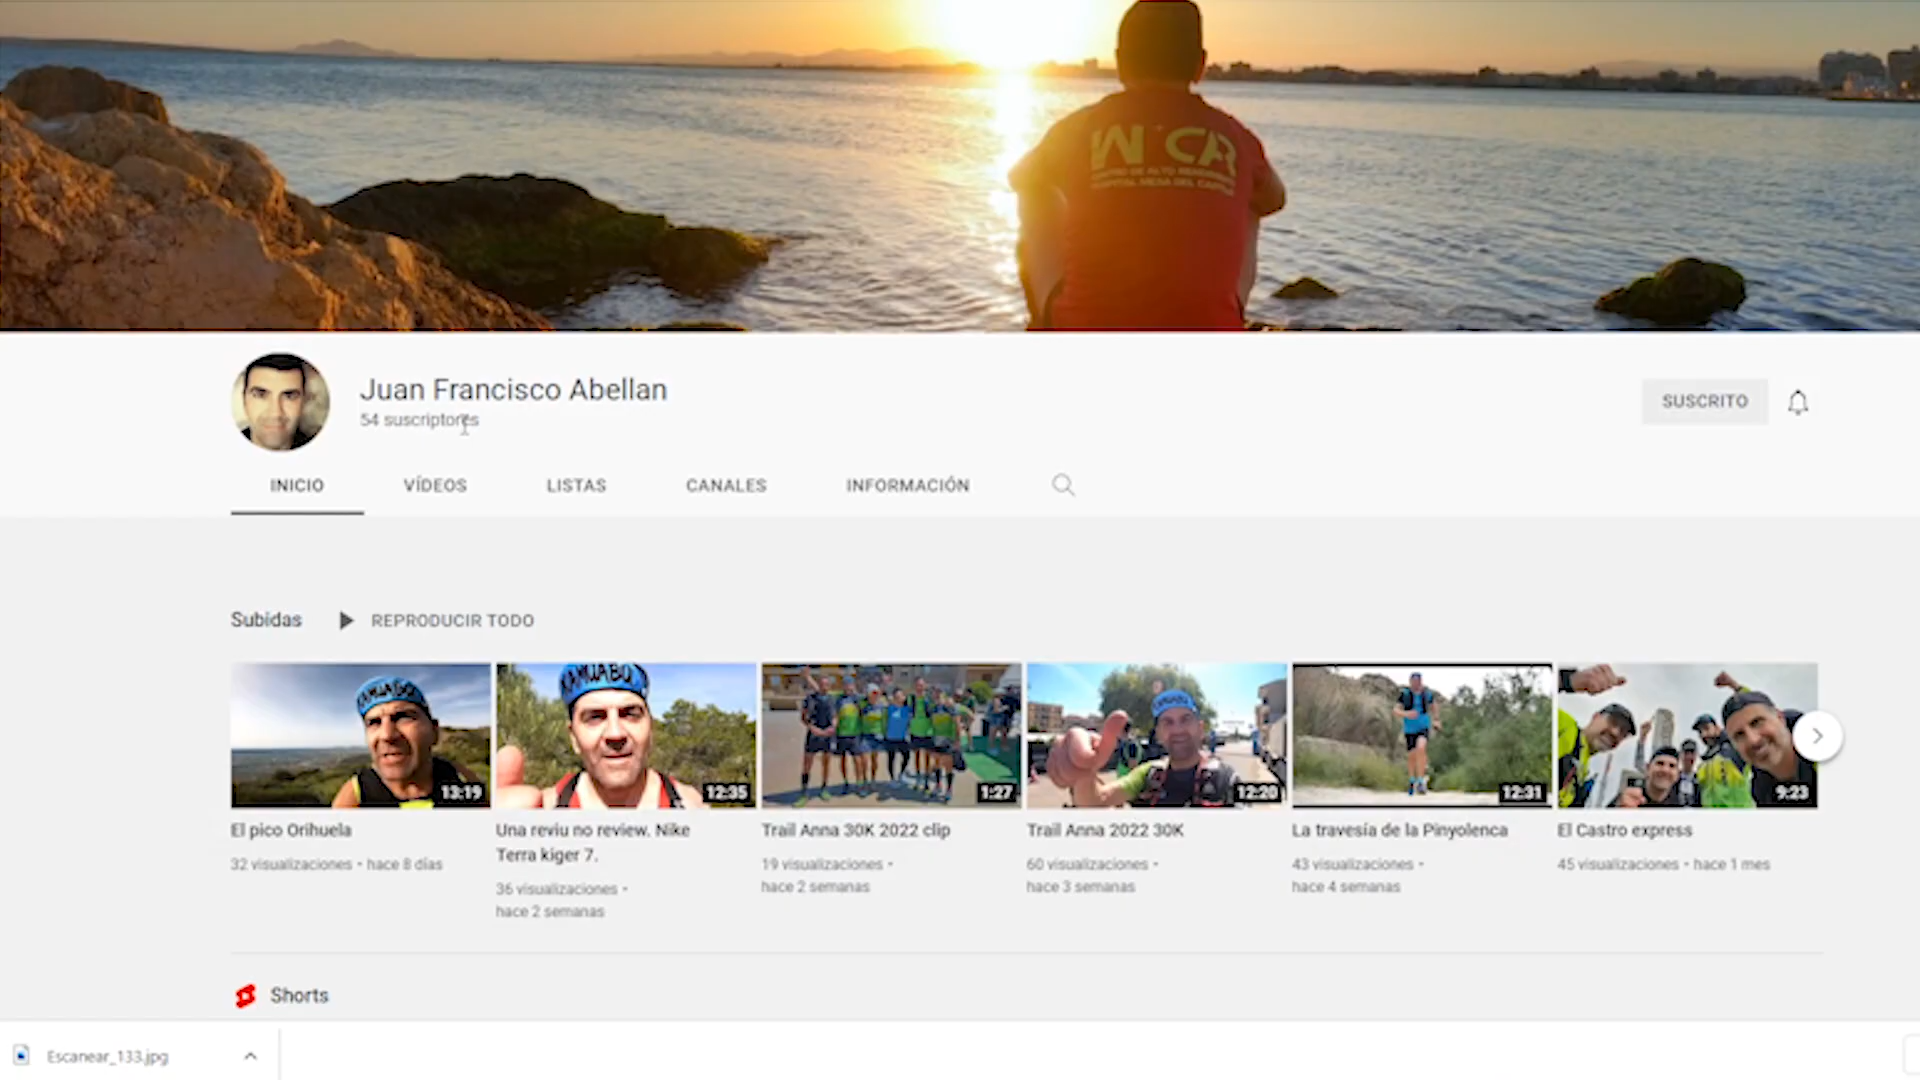 Juan Francisco Abellan
54 suscriptores
SUSCRITO
INICIO
VÍDEOS
LISTAS
CANALES
INFORMACIÓN
Subidas
REPRODUCIR TODO
KAMUABU
13:19
12:35
1:27
12:20
12:31
9:23
El pico Orihuela
32 visualizaciones • hace 8 días
Una reviu no review. Nike
Terra kiger 7.
36 visualizaciones •
hace 2 semanas
Trail Anna 30K 2022 clip
19 visualizaciones •
hace 2 semanas
Trail Anna 2022 30K
60 visualizaciones •
hace 3 semanas
La travesía de la Pinyolenca
43 visualizaciones •
hace 4 semanas
El Castro express
45 visualizaciones • hace 1 mes
Shorts
Escanear_133.jpg